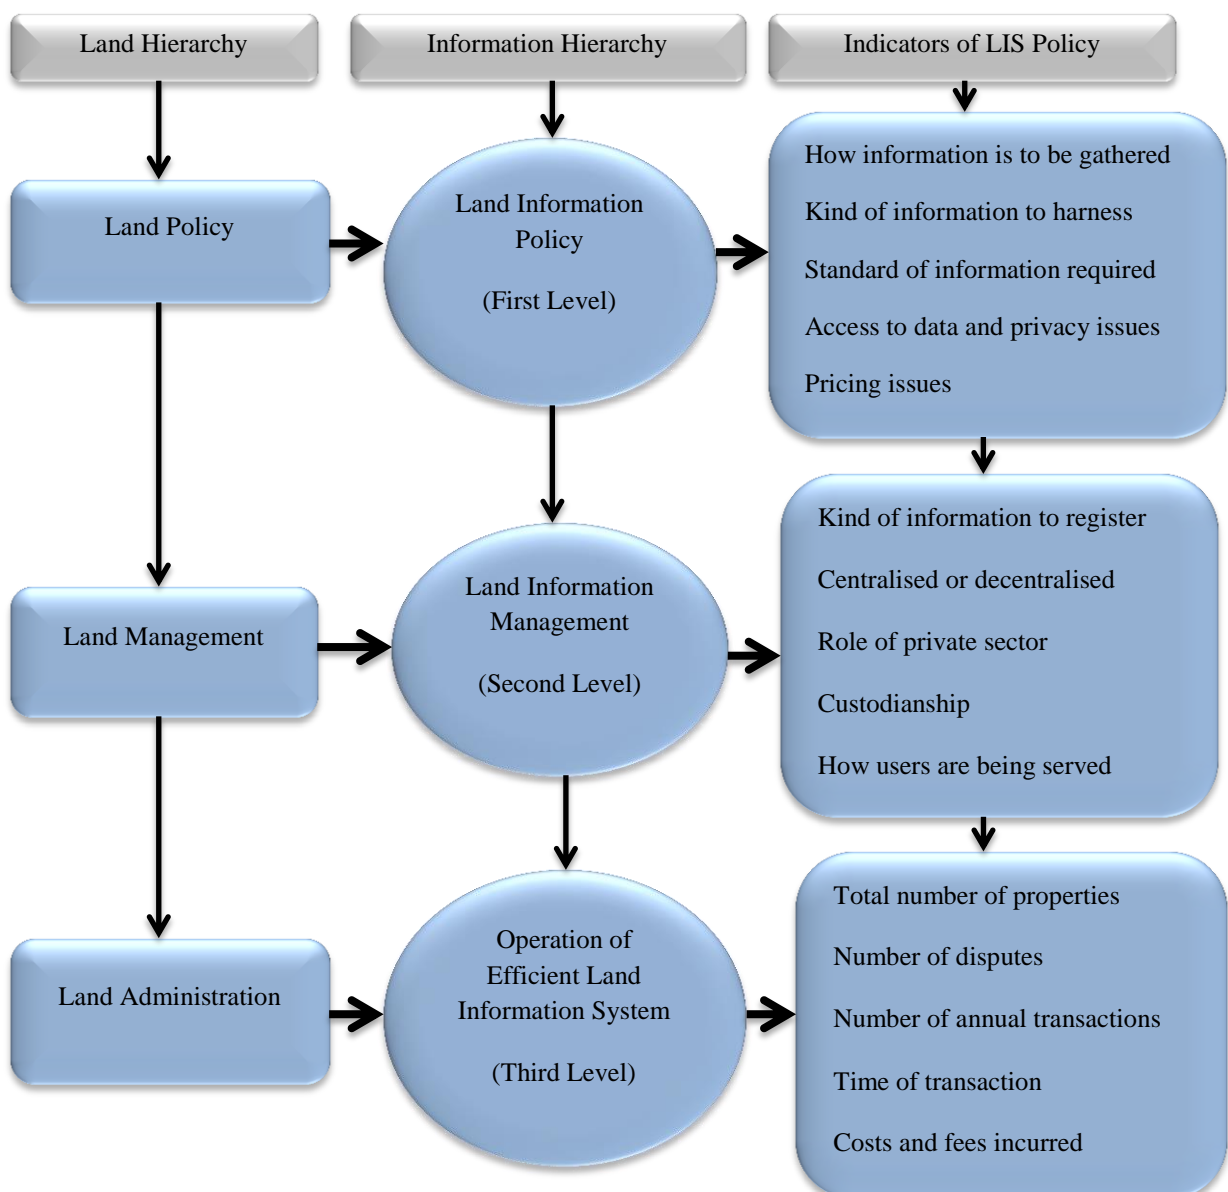 Land Hierarchy
Information Hierarchy
Indicators of LIS Policy
Land Policy
Land Information
Policy
(First Level)
How information is to be gathered
Kind of information to harness
Standard of information required
Access to data and privacy issues
Pricing issues
Land Management
Land Information
Management
(Second Level)
Kind of information to register
Centralised or decentralised
Role of private sector
Custodianship
How users are being served
Land Administration
Operation of
Efficient Land
Information System
(Third Level)
Total number of properties
Number of disputes
Number of annual transactions
Time of transaction
Costs and fees incurred